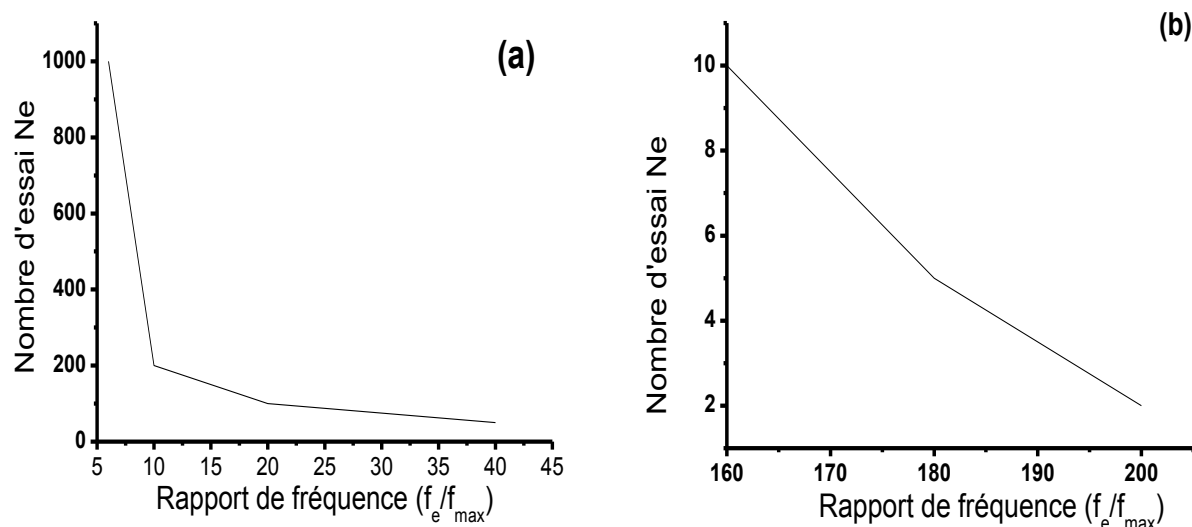 (a)
Nombre d'essai Ne
1000
800
600
400
200
0
5 10 15 20 25 30 35 40 45
Rapport de fréquence (fe/fmax)
(b)
Nombre d'essai Ne
10
8
6
4
2
160 170 180 190 200
Rapport de fréquence (fe/fmax)